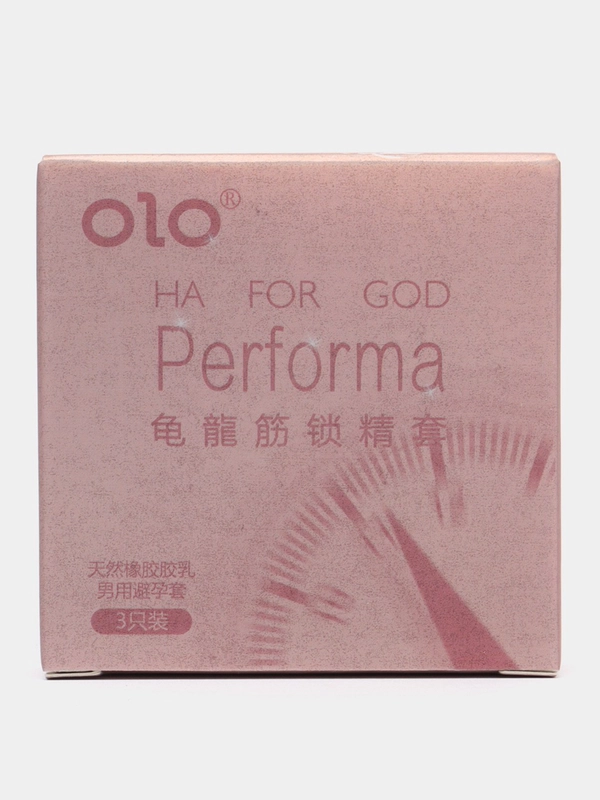 olo®
HA FOR GOD
Performa
龟龍筋锁精套
天然橡胶胶乳
男用避孕套
3只装